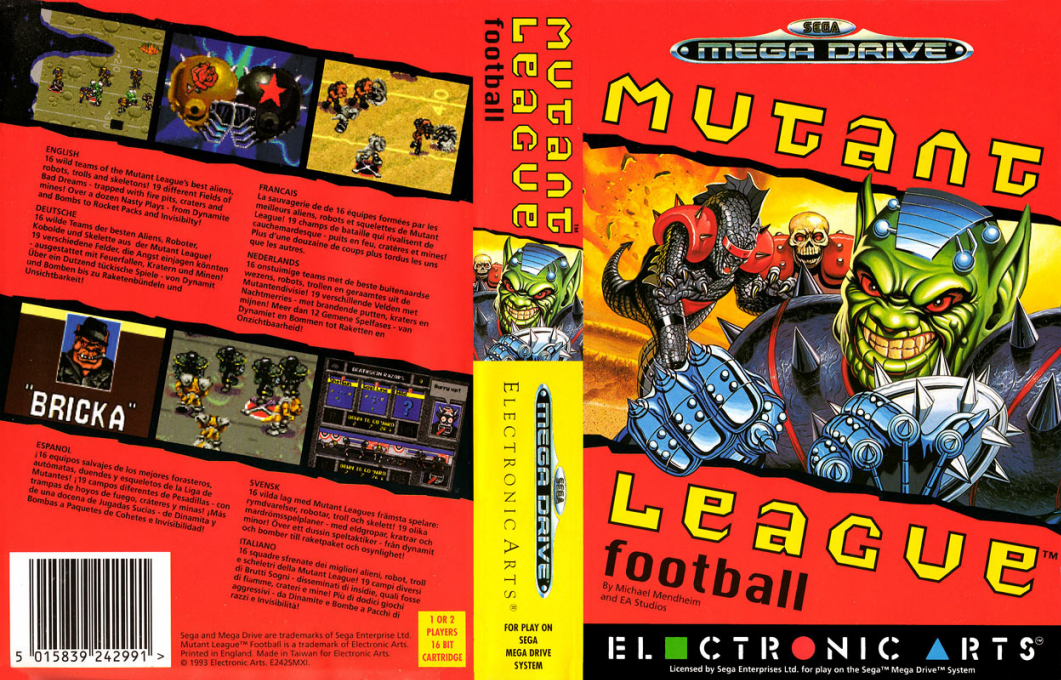 ENGLISH
16 wild teams of the Mutant League's best aliens,
robots, trolls and skeletons! 19 different Fields of
Bad Dreams - trapped with fire pits, craters and
mines! Over a dozen Nasty Plays - from Dynamite
and Bombs to Rocket Packs and Invisibilty!
DEUTSCHE
16 wilde Teams der besten Aliens, Roboter,
Kobolde und Skelette aus der Mutant League!
19 verschiedene Felder, die Angst einjagen könnten
- ausgestattet mit Feuerfallen, Kratern und Minen!
Über ein Dutzend tückische Spiele - von Dynamit
und Bomben bis zu Raketenbündeln und
Unsichtbarkeit!
FRANCAIS
La sauvagerie de de 16 équipes formées par les
meilleurs aliens, robots et squelettes de Mutant
League! 19 champs de bataille qui rivalisent de
cauchemardesque - puits en feu, cratères et mines!
Plus d'une douzaine de coups plus tordus les uns
que les autres.
NEDERLANDS
16 onstuimige teams met de beste buitenaardse
wezens, robots, trollen en geraamtes uit de
Mutantendivisie! 19 verschillende Velden met
Nachtmerries - met brandende putten, kraters en
mijnen! Meer dan 12 Gemene Spelfases - van
Dynamiet en Bommen tot Raketten en
Onzichtbaarheid!
"BRICKA"
DEATHSKIN RAZORS
Hurry up!
ESPANOL
¡16 equipos salvajes de los mejores forasteros,
autómatas, duendes y esqueletos de la Liga de
Mutantes! ¡19 campos diferentes de Pesadillas - con
trampas de hoyos de fuego, cráteres y minas! ¡Más
de una docena de Jugadas Sucias - de Dinamita y
Bombas a Paquetes de Cohetes e Invisibilidad!
SVENSK
16 vilda lag med Mutant Leagues främsta spelare:
rymdvarelser, robotar, troll och skelett! 19 olika
mardrömsspelplaner - med eldgropar, kratrar och
minor! Över ett dussin speltaktiker - från dynamit
och bomber till raketpaket och osynlighet!
ITALIANO
16 squadre sfrenate dei migliori alieni, robot, troll
e scheletri della Mutant League! 19 campi diversi
di Brutti Sogni - disseminati di insidie, quali fosse
di fiamme, crateri e mine! Più di dodici giochi
aggressivi - da Dinamite e Bombe a Pacchi di
razzi e Invisibilità!
5 015839 242991 >
Sega and Mega Drive are trademarks of Sega Enterprise Ltd.
Mutant League™ Football is a trademark of Electronic Arts.
Printed in England. Made in Taiwan for Electronic Arts.
© 1993 Electronic Arts. E242SMXI.
1 OR 2
PLAYERS
16 BIT
CARTRIDGE
MUTANT
LEAGUE™
football
ELECTRONIC ARTS®
SEGA
MEGA DRIVE
FOR PLAY ON
SEGA
MEGA DRIVE
SYSTEM
SEGA
MEGA DRIVE
MUTANT
LEAGUE™
football
By Michael Mendheim
and EA Studios
ELECTRONIC ARTS™
Licensed by Sega Enterprises Ltd. for play on the Sega™ Mega Drive™ System